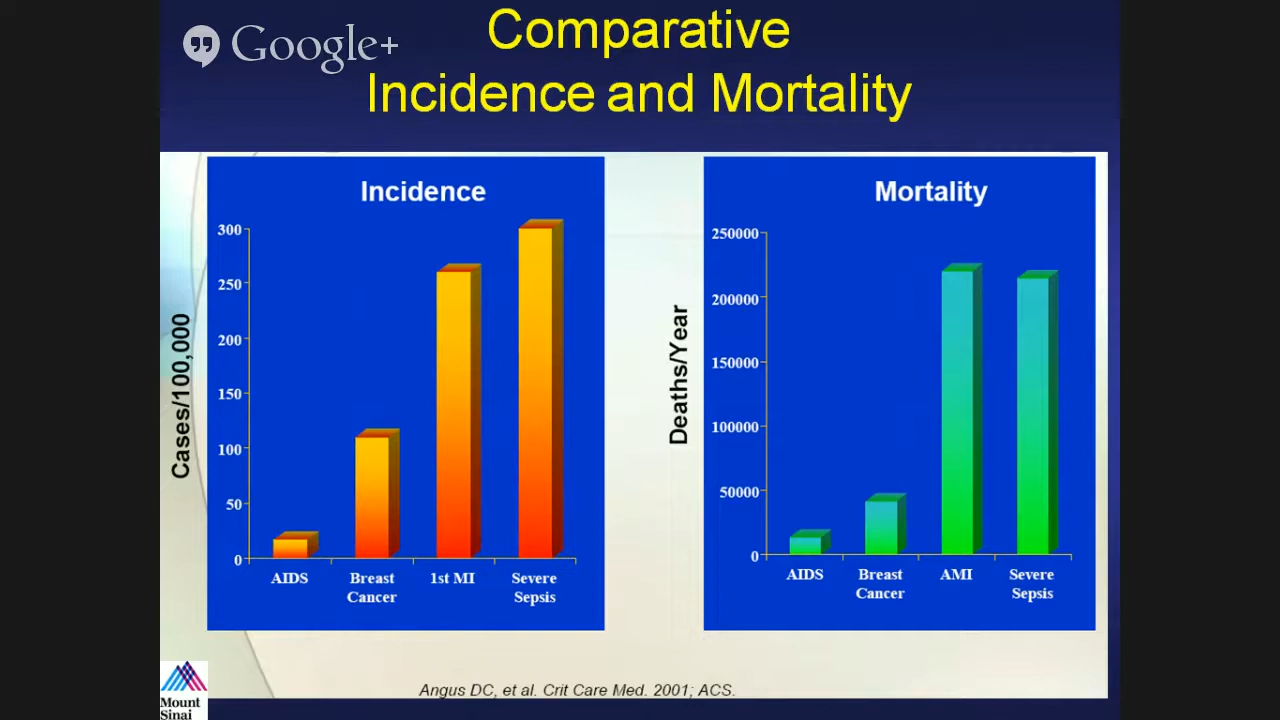 Google+
Comparative
Incidence and Mortality
Incidence
Cases/100,000
300
250
200
150
100
50
0
AIDS
Breast
Cancer
1st MI
Severe
Sepsis
Mortality
Deaths/Year
250000
200000
150000
100000
50000
0
AIDS
Breast
Cancer
AMI
Severe
Sepsis
Angus DC, et al. Crit Care Med. 2001; ACS.
Mount
Sinai